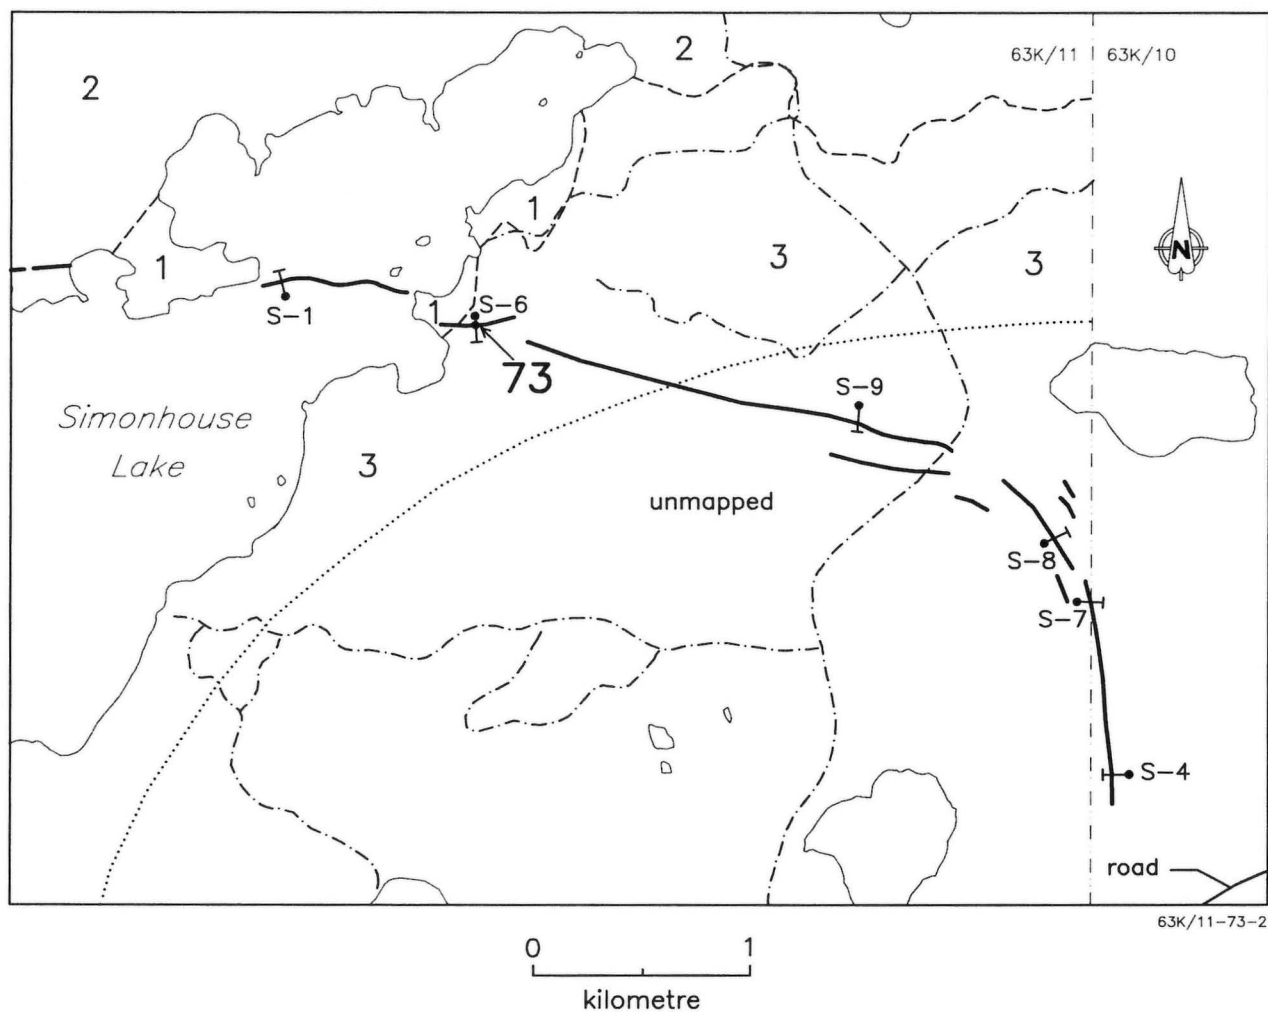 2
63K/11
63K/10
2
1
3
3
N
1
S-6
S-1
1
73
S-9
Simonhouse
Lake
3
unmapped
S-8
S-7
S-4
road
63K/11-73-2
0
1
kilometre